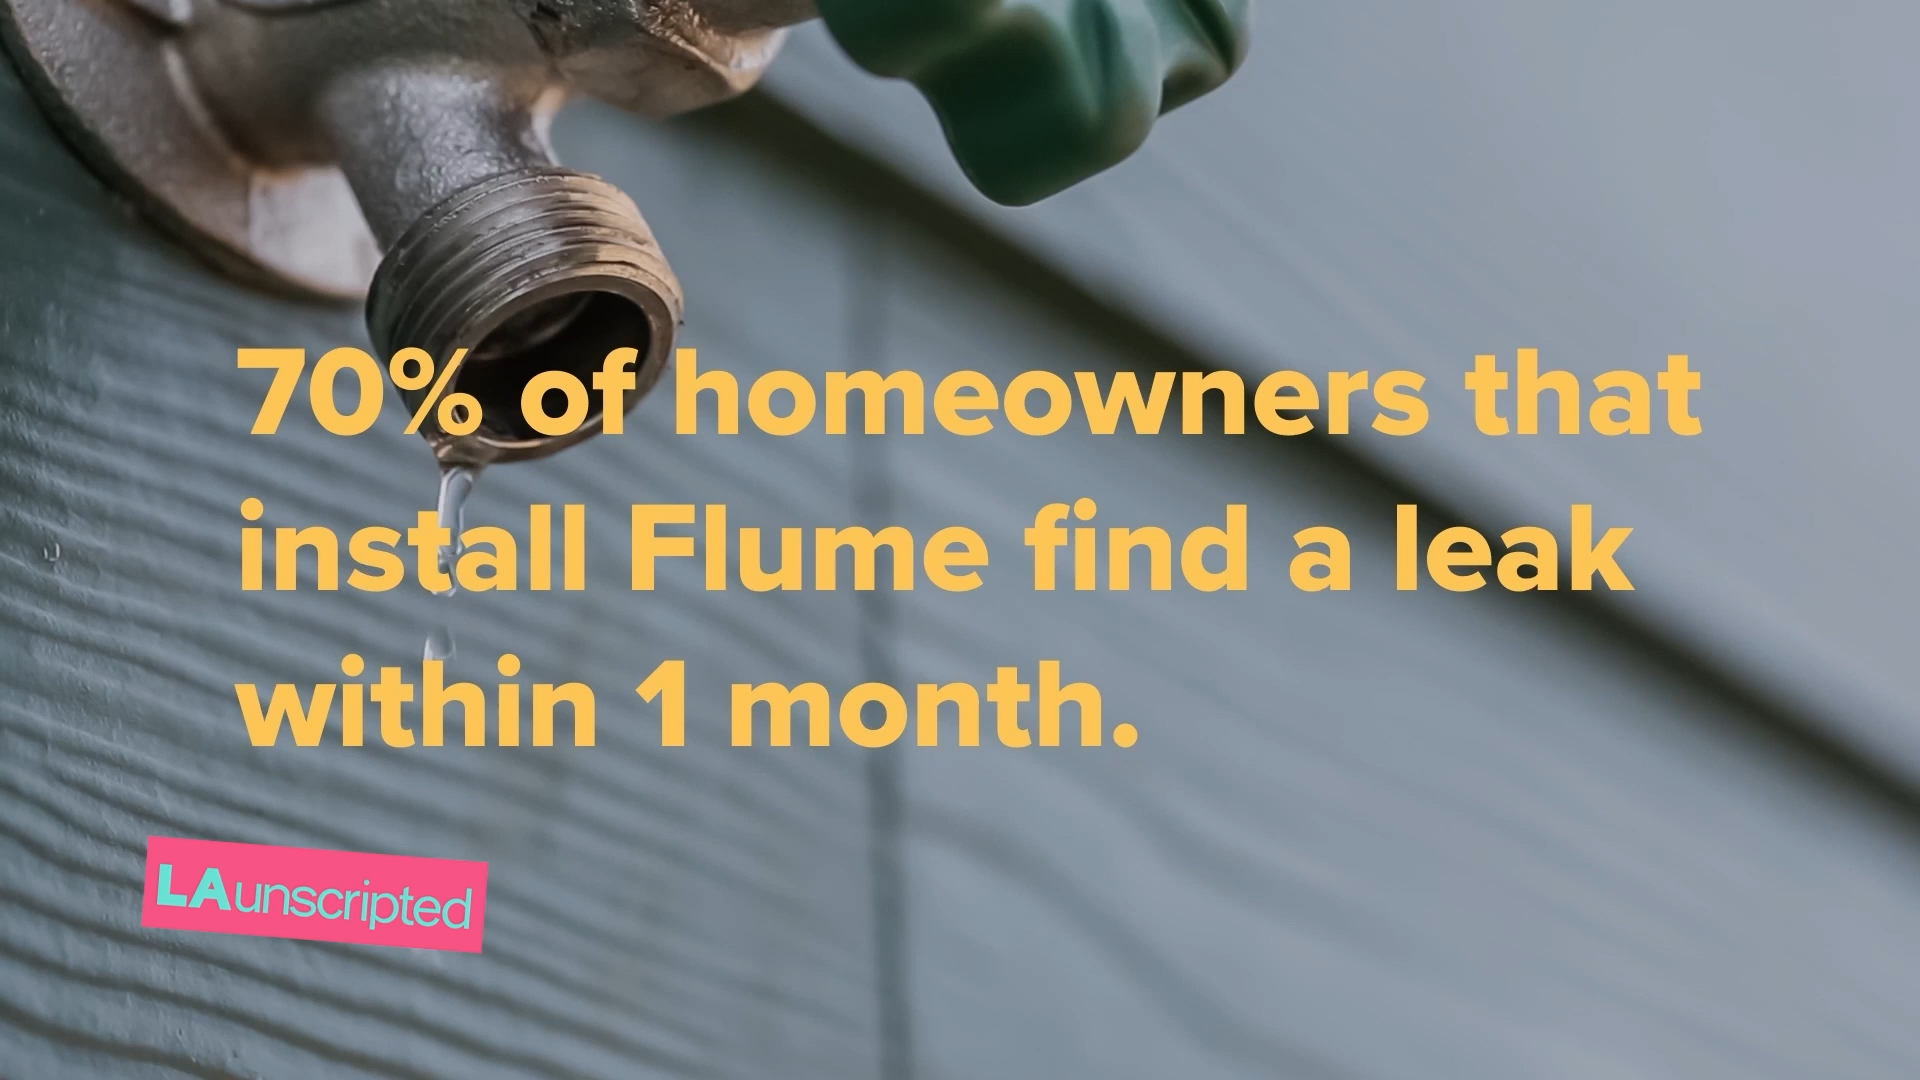 70% of homeowners that
install Flume find a leak
within 1 month.
LAunscripted